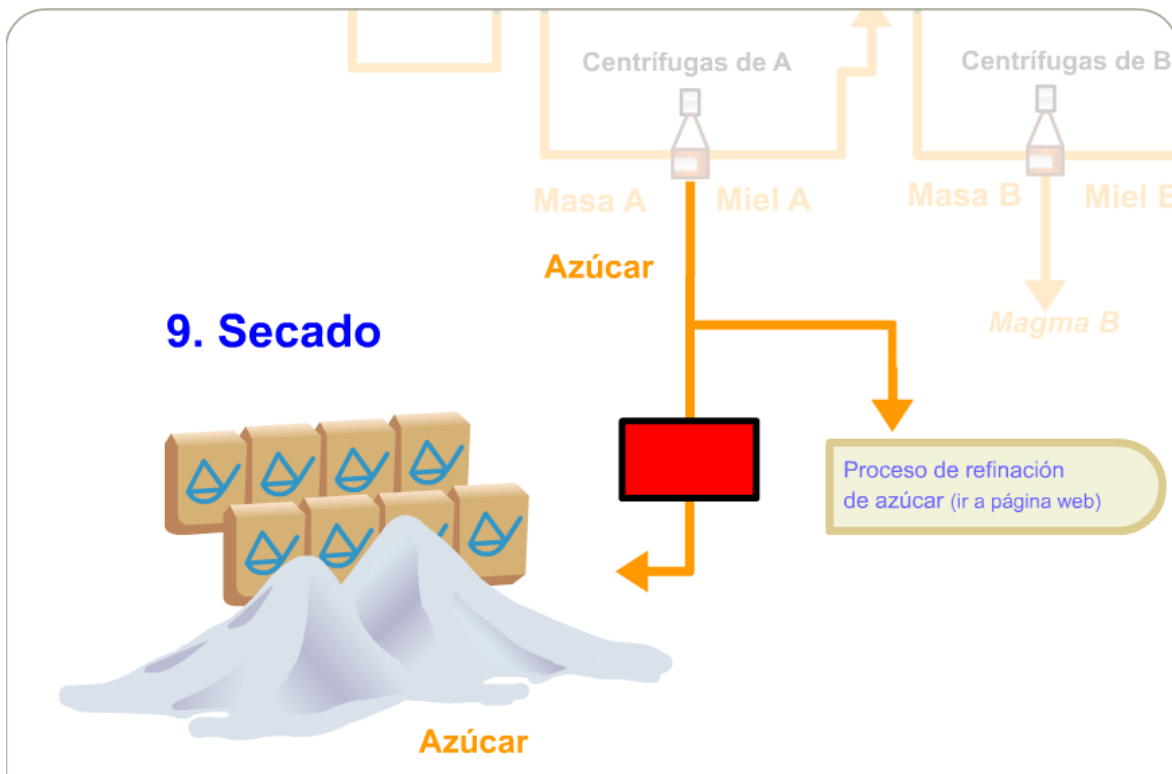 Centrífugas de A
Centrífugas de B
Masa A
Miel A
Masa B
Miel B
Azúcar
Magma B
9. Secado
Proceso de refinación
de azúcar (ir a página web)
Azúcar